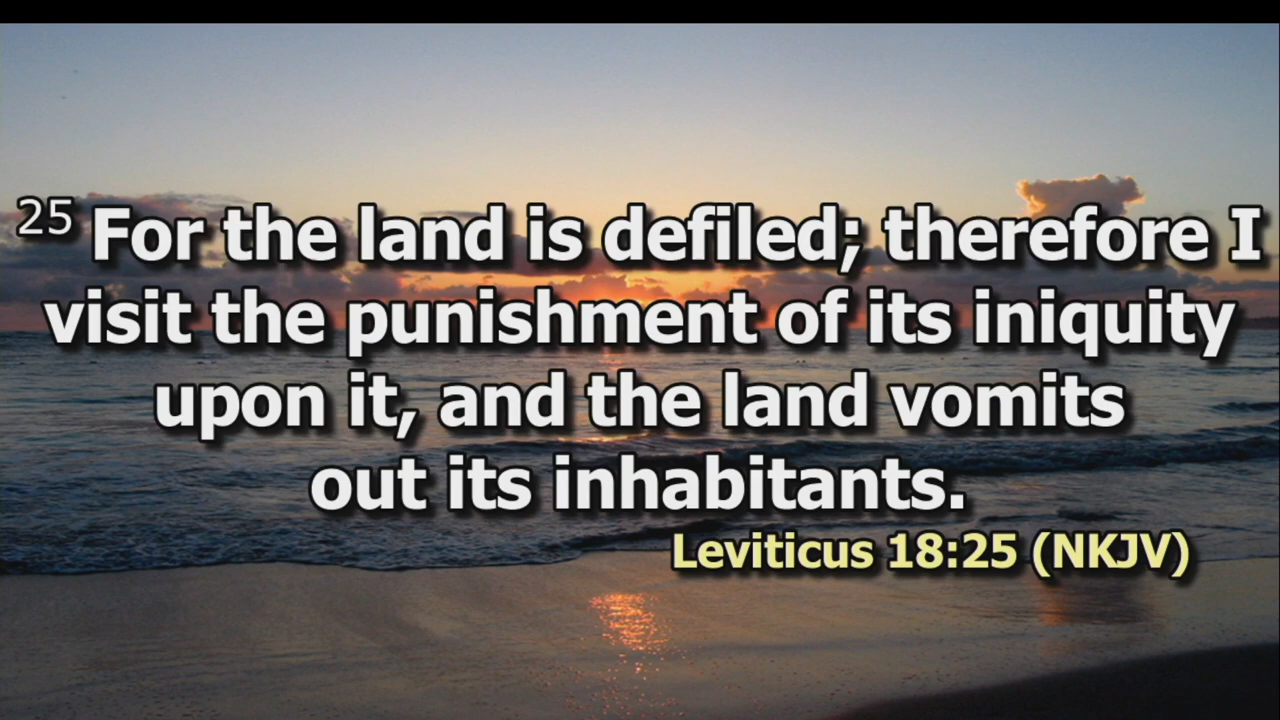 25 For the land is defiled; therefore I
visit the punishment of its iniquity
upon it, and the land vomits
out its inhabitants.
Leviticus 18:25 (NKJV)